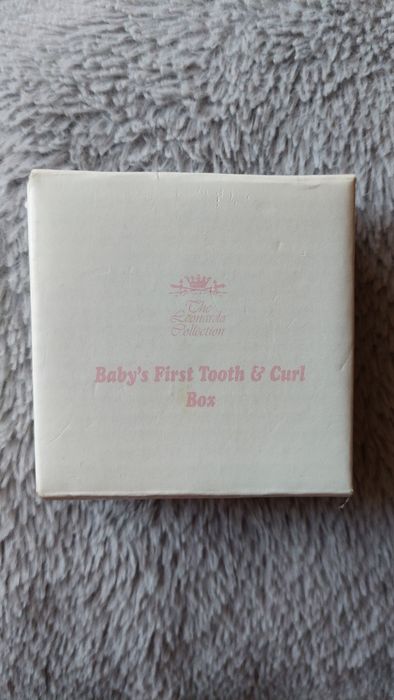 The
Leonardo
Collection
Baby's First Tooth & Curl
Box